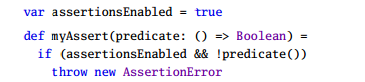 var assertionsEnabled = true
def myAssert(predicate: () => Boolean) =
if (assertionsEnabled && !predicate())
throw new AssertionError